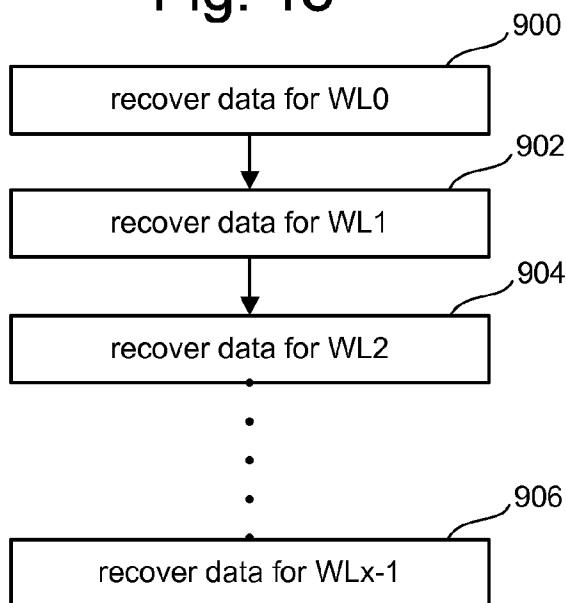 900
recover data for WL0
902
recover data for WL1
904
recover data for WL2
906
recover data for WLx-1